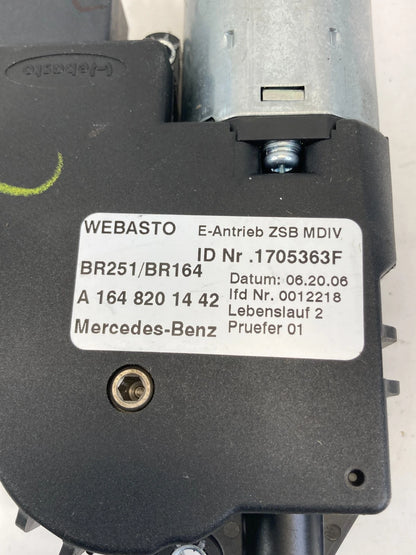 Webasto
WEBASTO E-Antrieb ZSB MDIV
ID Nr .1705363F
BR251/BR164
Datum: 06.20.06
A 164 820 14 42
lfd Nr. 0012218
Lebenslauf 2
Mercedes-Benz
Pruefer 01